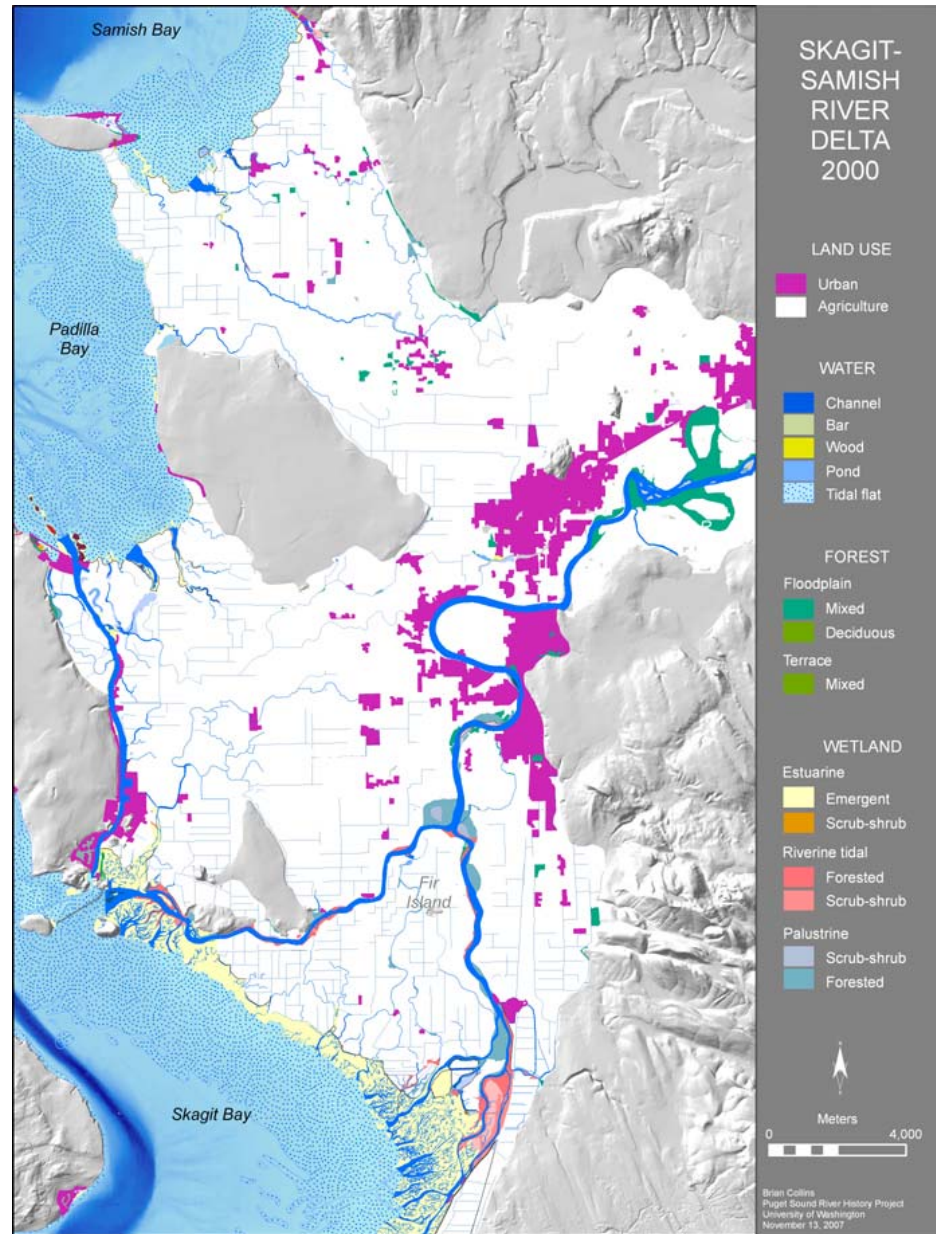 Samish Bay
Padilla
Bay
Fir
Island
Skagit Bay
SKAGIT-
SAMISH
RIVER
DELTA
2000
LAND USE
Urban
Agriculture
WATER
Channel
Bar
Wood
Pond
Tidal flat
FOREST
Floodplain
Mixed
Deciduous
Terrace
Mixed
WETLAND
Estuarine
Emergent
Scrub-shrub
Riverine tidal
Forested
Scrub-shrub
Palustrine
Scrub-shrub
Forested
Meters
0 4,000
Brian Collins
Puget Sound River History Project
University of Washington
November 13, 2007